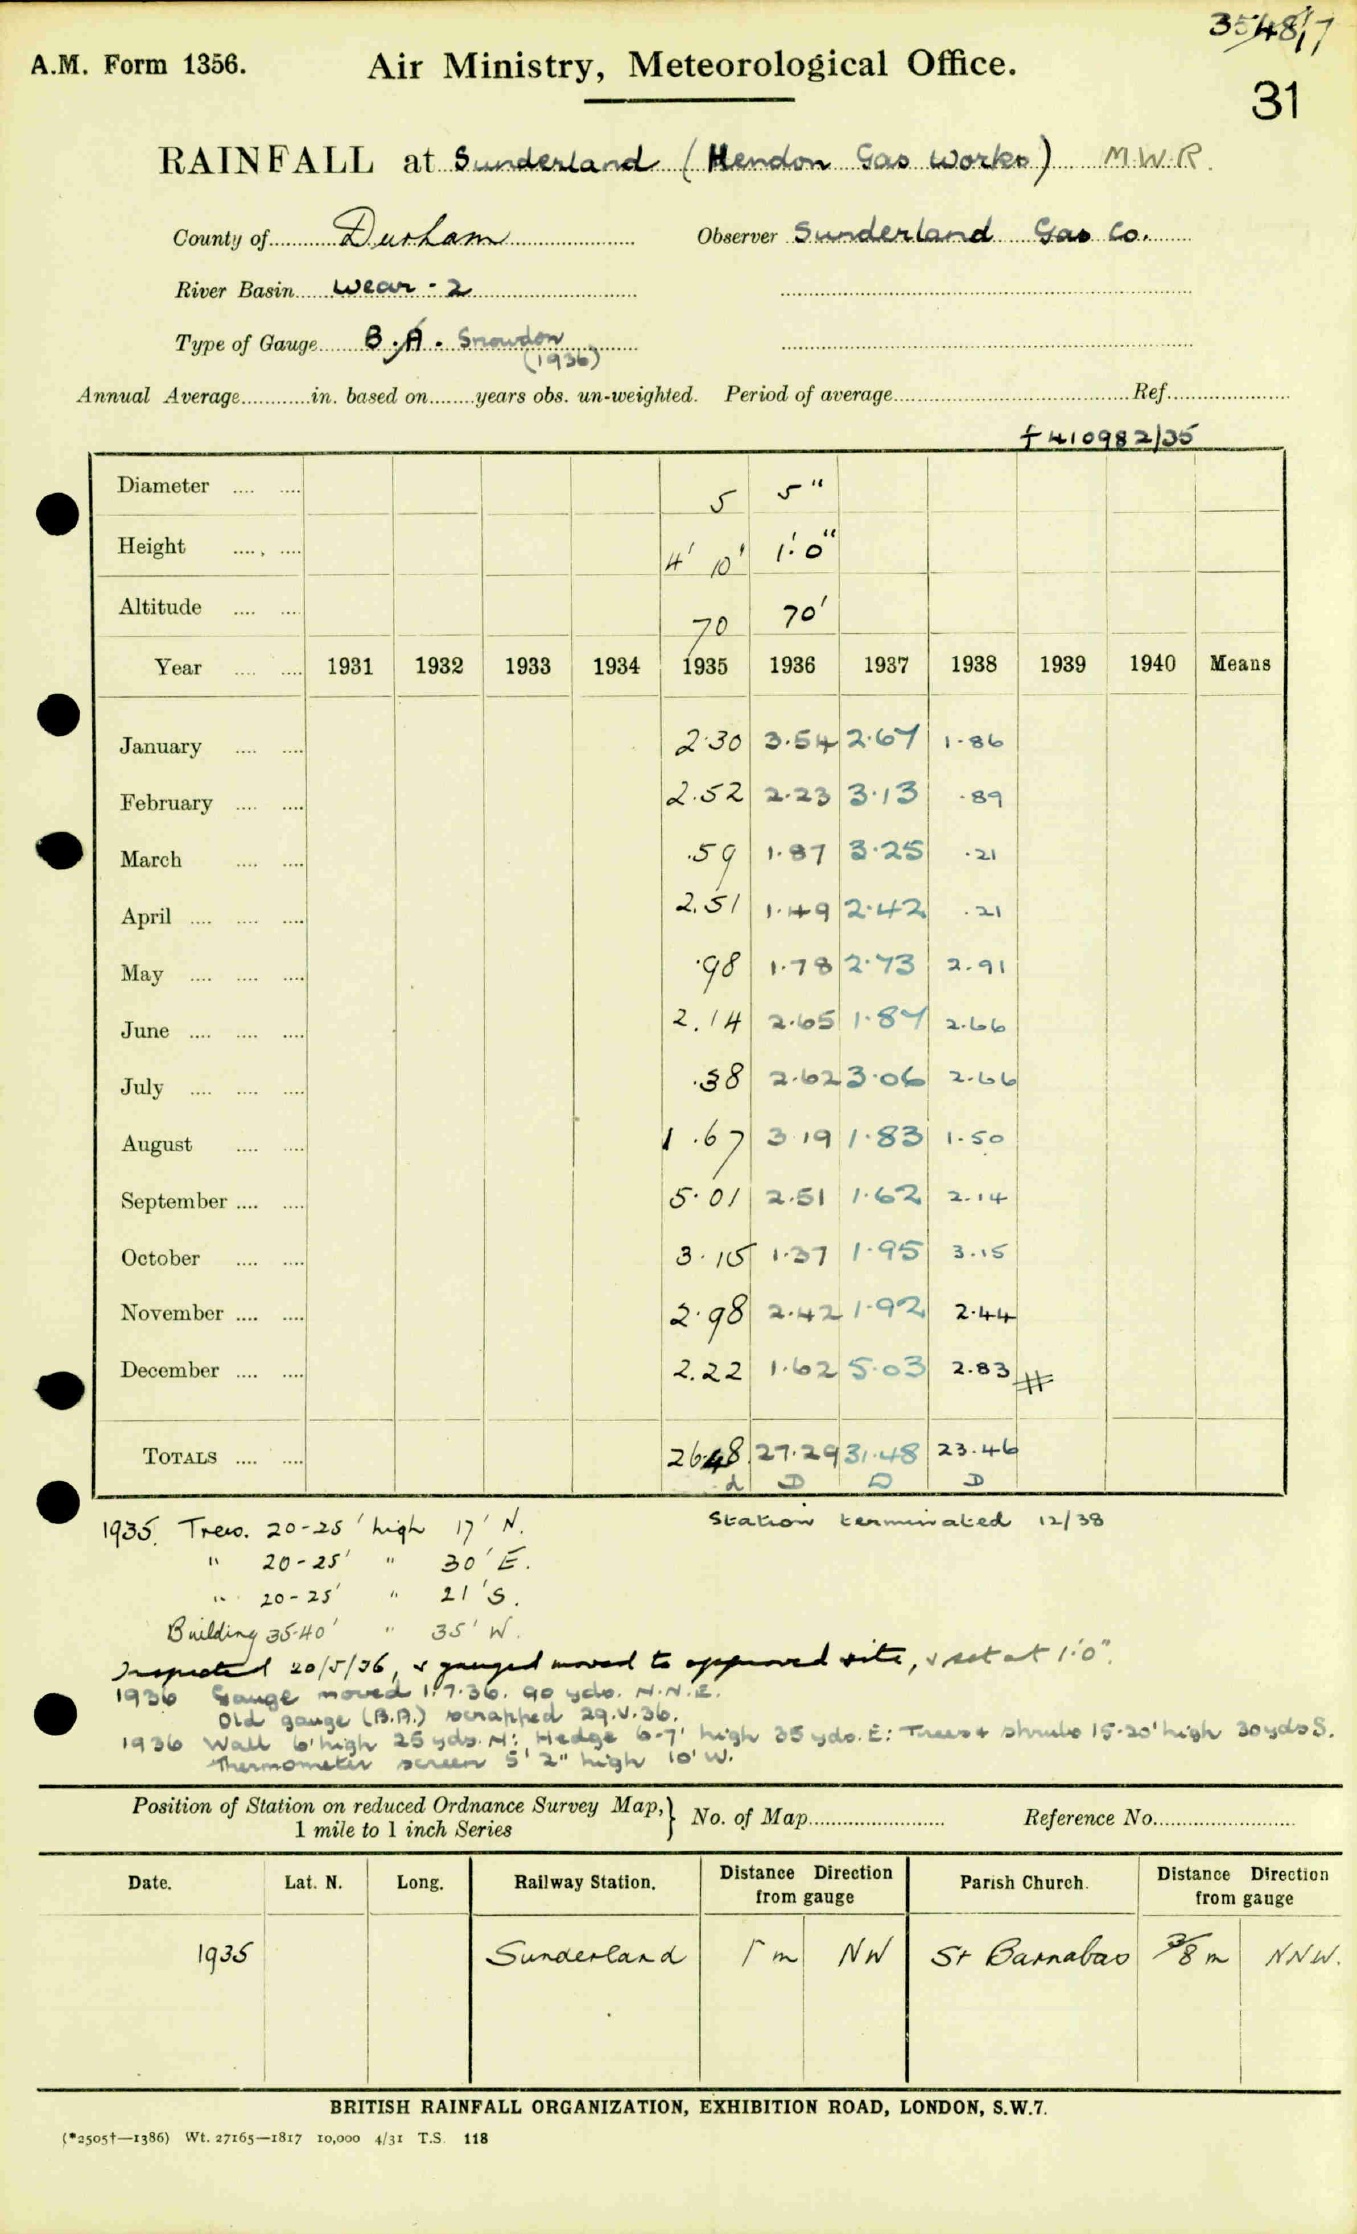 3548/7
A.M. Form 1356. Air Ministry, Meteorological Office.
31
RAINFALL at Sunderland (Hendon Gas Works) M.W.R.
County of Durham Observer Sunderland Gas Co.
River Basin Wear - 2
Type of Gauge B.A. Snowdon
(1936)
Annual Average in. based on years obs. un-weighted. Period of average Ref.
f 410982/35
Diameter 5 5"
Height 4' 10' 1'.0"
Altitude 70 70'
Year 1931 1932 1933 1934 1935 1936 1937 1938 1939 1940 Means
January 2.30 3.54 2.67 1.86
February 2.52 2.23 3.13 .89
March .59 1.87 3.25 .21
April 2.51 1.49 2.42 .21
May .98 1.78 2.73 2.91
June 2.14 2.65 1.87 2.66
July .38 2.62 3.06 2.66
August 1.67 3.19 1.83 1.50
September 5.01 2.51 1.62 2.14
October 3.15 1.37 1.95 3.15
November 2.98 2.42 1.92 2.44
December 2.22 1.62 5.03 2.83 #
TOTALS 26.48 27.29 31.48 23.46
d D D D
Station terminated 12/38
1935. Trees. 20-25' high 17' N.
" 20-25' " 30' E.
" 20-25' " 21' S.
Building 35-40' " 35' W.
Inspected 20/5/36, & gauged moved to approved site, & set at 1'.0".
1936 Gauge moved 1.7.36. 90 yds. N.N.E.
Old gauge (B.A.) scrapped 29.V.36.
1936 Wall 6' high 25 yds. N: Hedge 6-7' high 35 yds. E: Trees & shrubs 15-20' high 30 yds S.
Thermometer screen 5' 2" high 10' W.
Position of Station on reduced Ordnance Survey Map, } No. of Map Reference No.
1 mile to 1 inch Series
Date. Lat. N. Long. Railway Station. Distance Direction from gauge Parish Church. Distance Direction from gauge
1935 Sunderland 1 m NW St Barnabas 3/8 m NNW.
BRITISH RAINFALL ORGANIZATION, EXHIBITION ROAD, LONDON, S.W.7.
(*2505†—1386) Wt. 27165—1817 10,000 4/31 T.S. 118